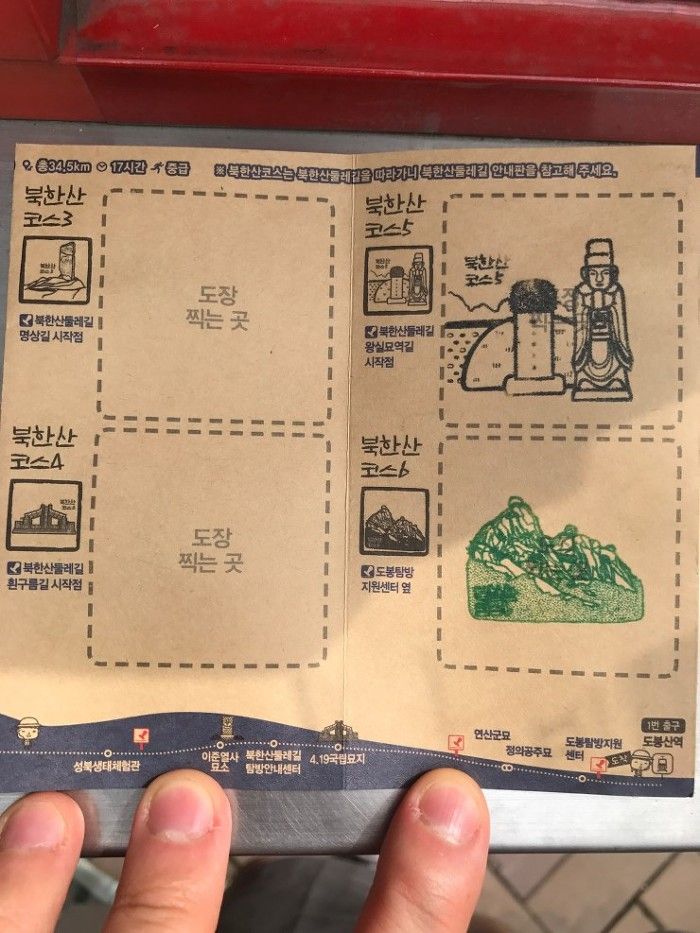 총34.5km 17시간 중급
※ 북한산코스는 북한산둘레길을 따라가니 북한산둘레길 안내판을 참고해 주세요.
북한산
코스3
북한산둘레길
명상길 시작점
도장
찍는 곳
북한산
코스4
북한산둘레길
흰구름길 시작점
도장
찍는 곳
북한산
코스5
북한산둘레길
왕실묘역길
시작점
북한산
코스5
북한산
코스6
도봉탐방
지원센터 옆
성북생태체험관
이준열사
묘소
북한산둘레길
탐방안내센터
4.19국립묘지
연산군묘
정의공주묘
도봉탐방지원
센터
도착
1번 출구
도봉산역